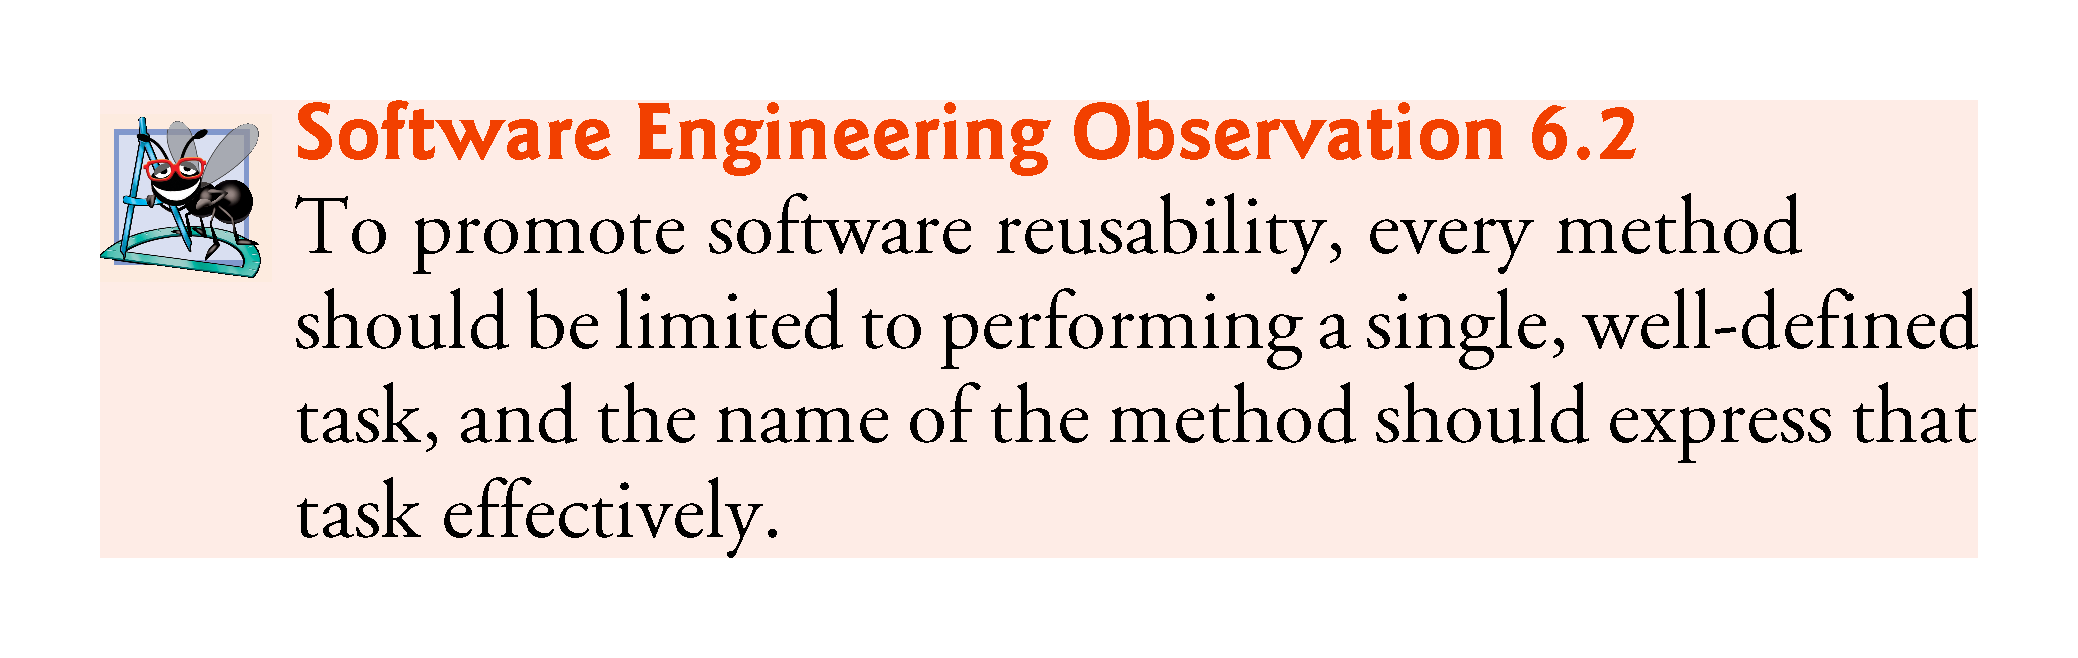 Software Engineering Observation 6.2
To promote software reusability, every method
should be limited to performing a single, well-defined
task, and the name of the method should express that
task effectively.